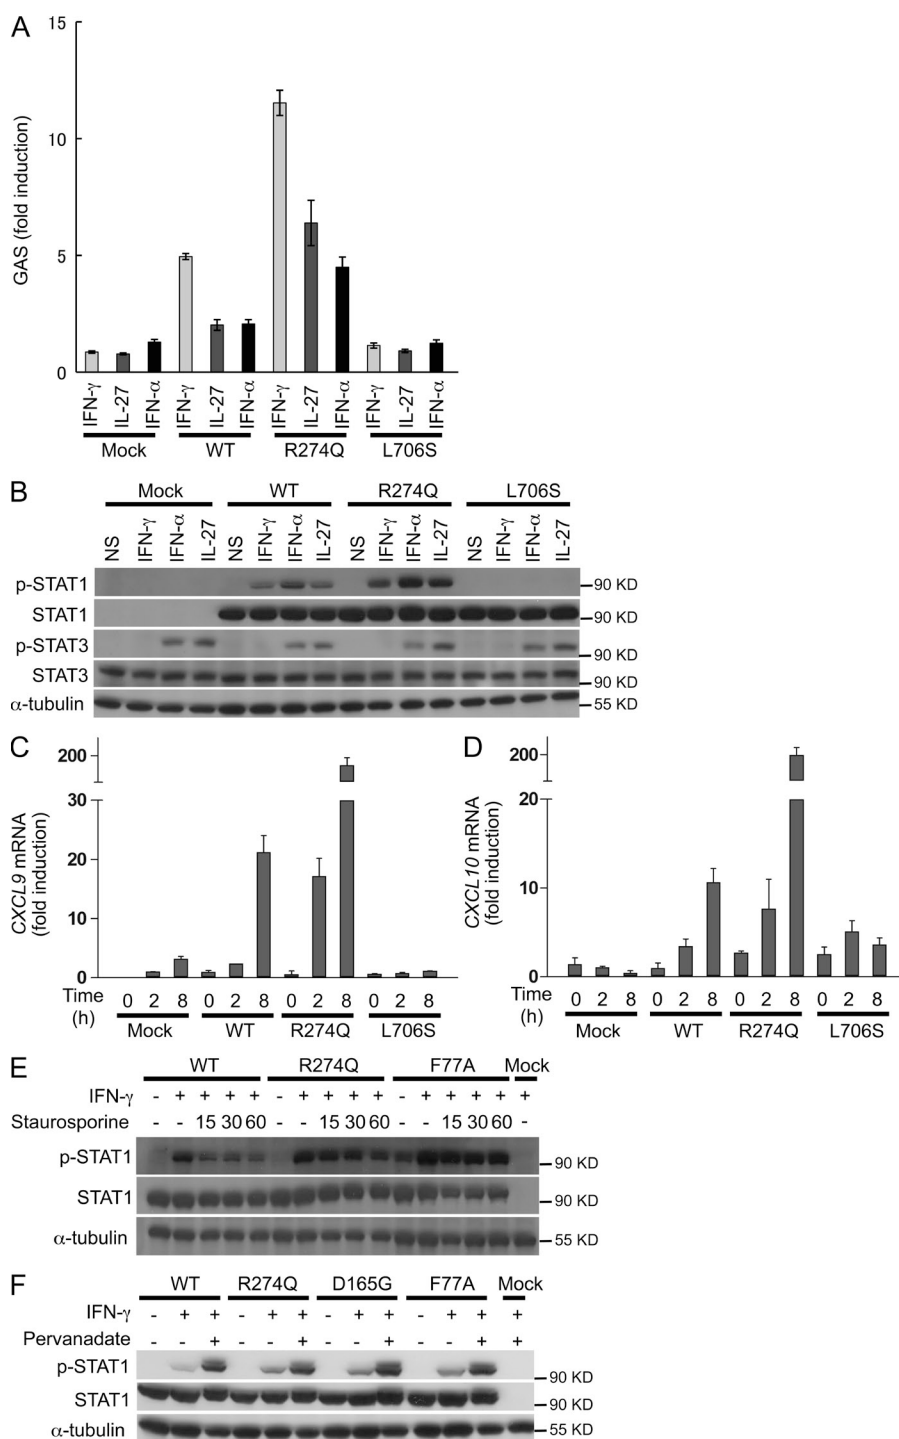 A
15
10
5
0
GAS (fold induction)
IFN-γ IL-27 IFN-α IFN-γ IL-27 IFN-α IFN-γ IL-27 IFN-α IFN-γ IL-27 IFN-α
Mock WT R274Q L706S
B
Mock WT R274Q L706S
NS IFN-γ IFN-α IL-27 NS IFN-γ IFN-α IL-27 NS IFN-γ IFN-α IL-27 NS IFN-γ IFN-α IL-27
p-STAT1 90 KD
STAT1 90 KD
p-STAT3 90 KD
STAT3 90 KD
α-tubulin 55 KD
C
200
30
20
10
0
CXCL9 mRNA
(fold induction)
Time
(h)
0 2 8 0 2 8 0 2 8 0 2 8
Mock WT R274Q L706S
D
200
20
10
0
CXCL10 mRNA
(fold induction)
Time
(h)
0 2 8 0 2 8 0 2 8 0 2 8
Mock WT R274Q L706S
E
WT R274Q F77A Mock
IFN-γ - + + + + - + + + + - + + + + +
Staurosporine - - 15 30 60 - - 15 30 60 - - 15 30 60 -
p-STAT1 90 KD
STAT1 90 KD
α-tubulin 55 KD
F
WT R274Q D165G F77A Mock
IFN-γ - + + - + + - + + - + + +
Pervanadate - - + - - + - - + - - + +
p-STAT1 90 KD
STAT1 90 KD
α-tubulin 55 KD